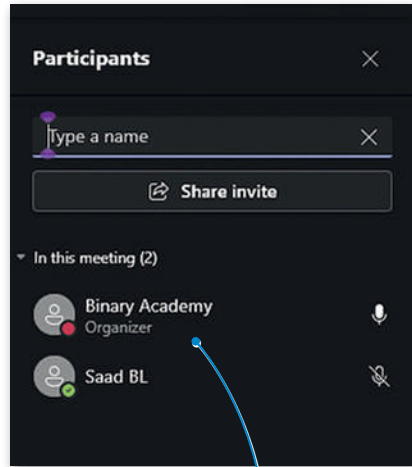 Participants
Type a name
Share invite
In this meeting (2)
Binary Academy
Organizer
Saad BL